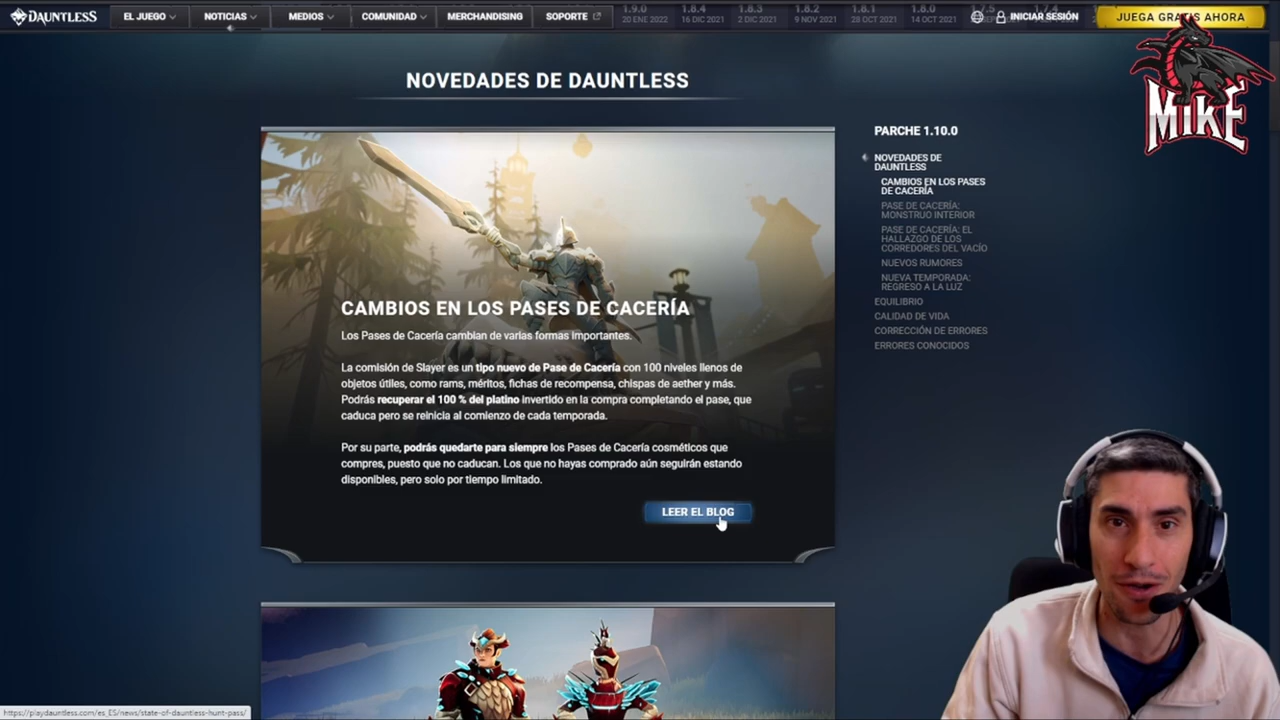 DAUNTLESS
EL JUEGO
NOTICIAS
MEDIOS
COMUNIDAD
MERCHANDISING
SOPORTE
1.9.0
20 ENE 2022
1.8.4
16 DIC 2021
1.8.3
2 DIC 2021
1.8.2
9 NOV 2021
1.8.1
28 OCT 2021
1.8.0
14 OCT 2021
INICIAR SESIÓN
JUEGA GRATIS AHORA
MIKE
NOVEDADES DE DAUNTLESS
CAMBIOS EN LOS PASES DE CACERÍA
Los Pases de Cacería cambian de varias formas importantes.
La comisión de Slayer es un tipo nuevo de Pase de Cacería con 100 niveles llenos de
objetos útiles, como rams, méritos, fichas de recompensa, chispas de aether y más.
Podrás recuperar el 100 % del platino invertido en la compra completando el pase, que
caduca pero se reinicia al comienzo de cada temporada.
Por su parte, podrás quedarte para siempre los Pases de Cacería cosméticos que
compres, puesto que no caducan. Los que no hayas comprado aún seguirán estando
disponibles, pero solo por tiempo limitado.
LEER EL BLOG
PARCHE 1.10.0
NOVEDADES DE
DAUNTLESS
CAMBIOS EN LOS PASES
DE CACERÍA
PASE DE CACERÍA:
MONSTRUO INTERIOR
PASE DE CACERÍA: EL
HALLAZGO DE LOS
CORREDORES DEL VACÍO
NUEVOS RUMORES
NUEVA TEMPORADA:
REGRESO A LA LUZ
EQUILIBRIO
CALIDAD DE VIDA
CORRECCIÓN DE ERRORES
ERRORES CONOCIDOS
https://playdauntless.com/es_ES/news/state-of-dauntless-hunt-pass/